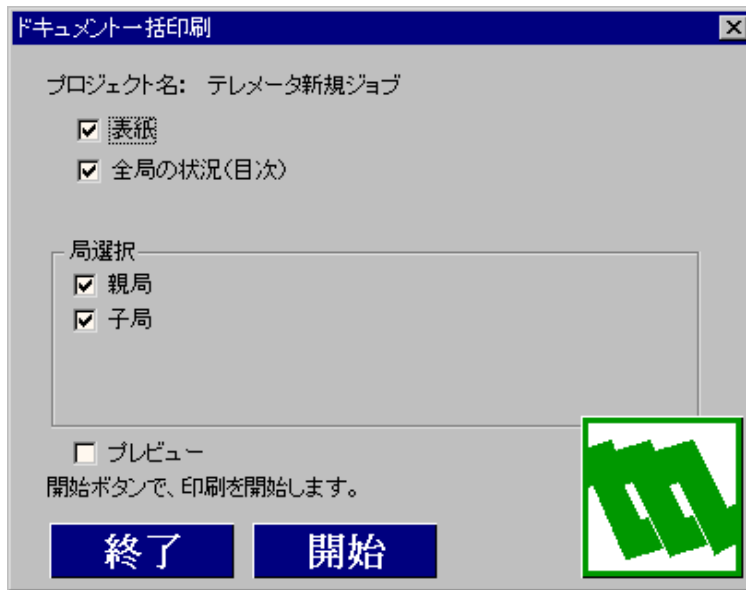 ドキュメント一括印刷
プロジェクト名: テレメータ新規ジョブ
表紙
全局の状況(目次)
局選択
親局
子局
プレビュー
開始ボタンで、印刷を開始します。
終了 開始